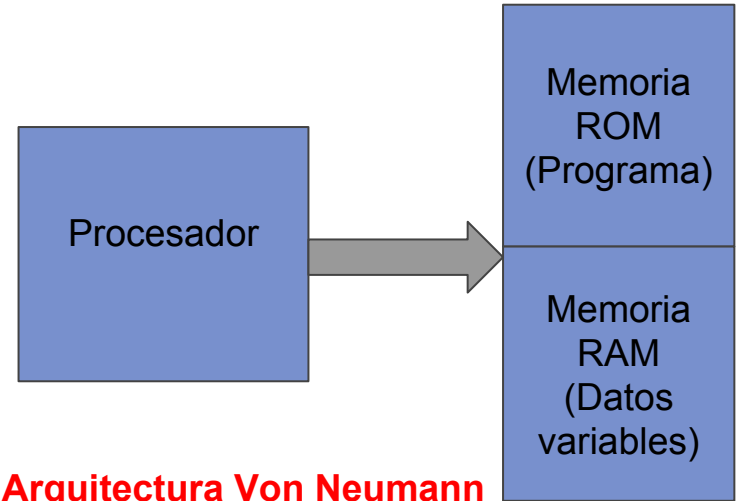 Procesador
Memoria
ROM
(Programa)
Memoria
RAM
(Datos
variables)
Arquitectura Von Neumann